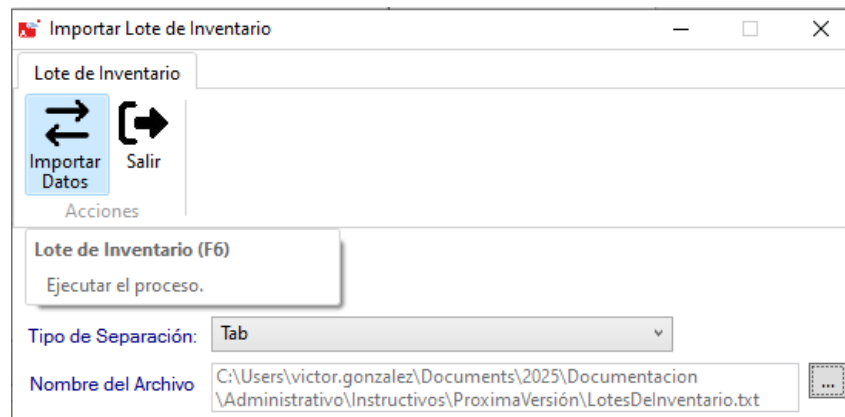 Importar Lote de Inventario
Lote de Inventario
Importar Datos
Salir
Acciones
Lote de Inventario (F6)
Ejecutar el proceso.
Tipo de Separación: Tab
Nombre del Archivo
C:\Users\victor.gonzalez\Documents\2025\Documentacion
\Administrativo\Instructivos\ProximaVersión\LotesDeInventario.txt
...